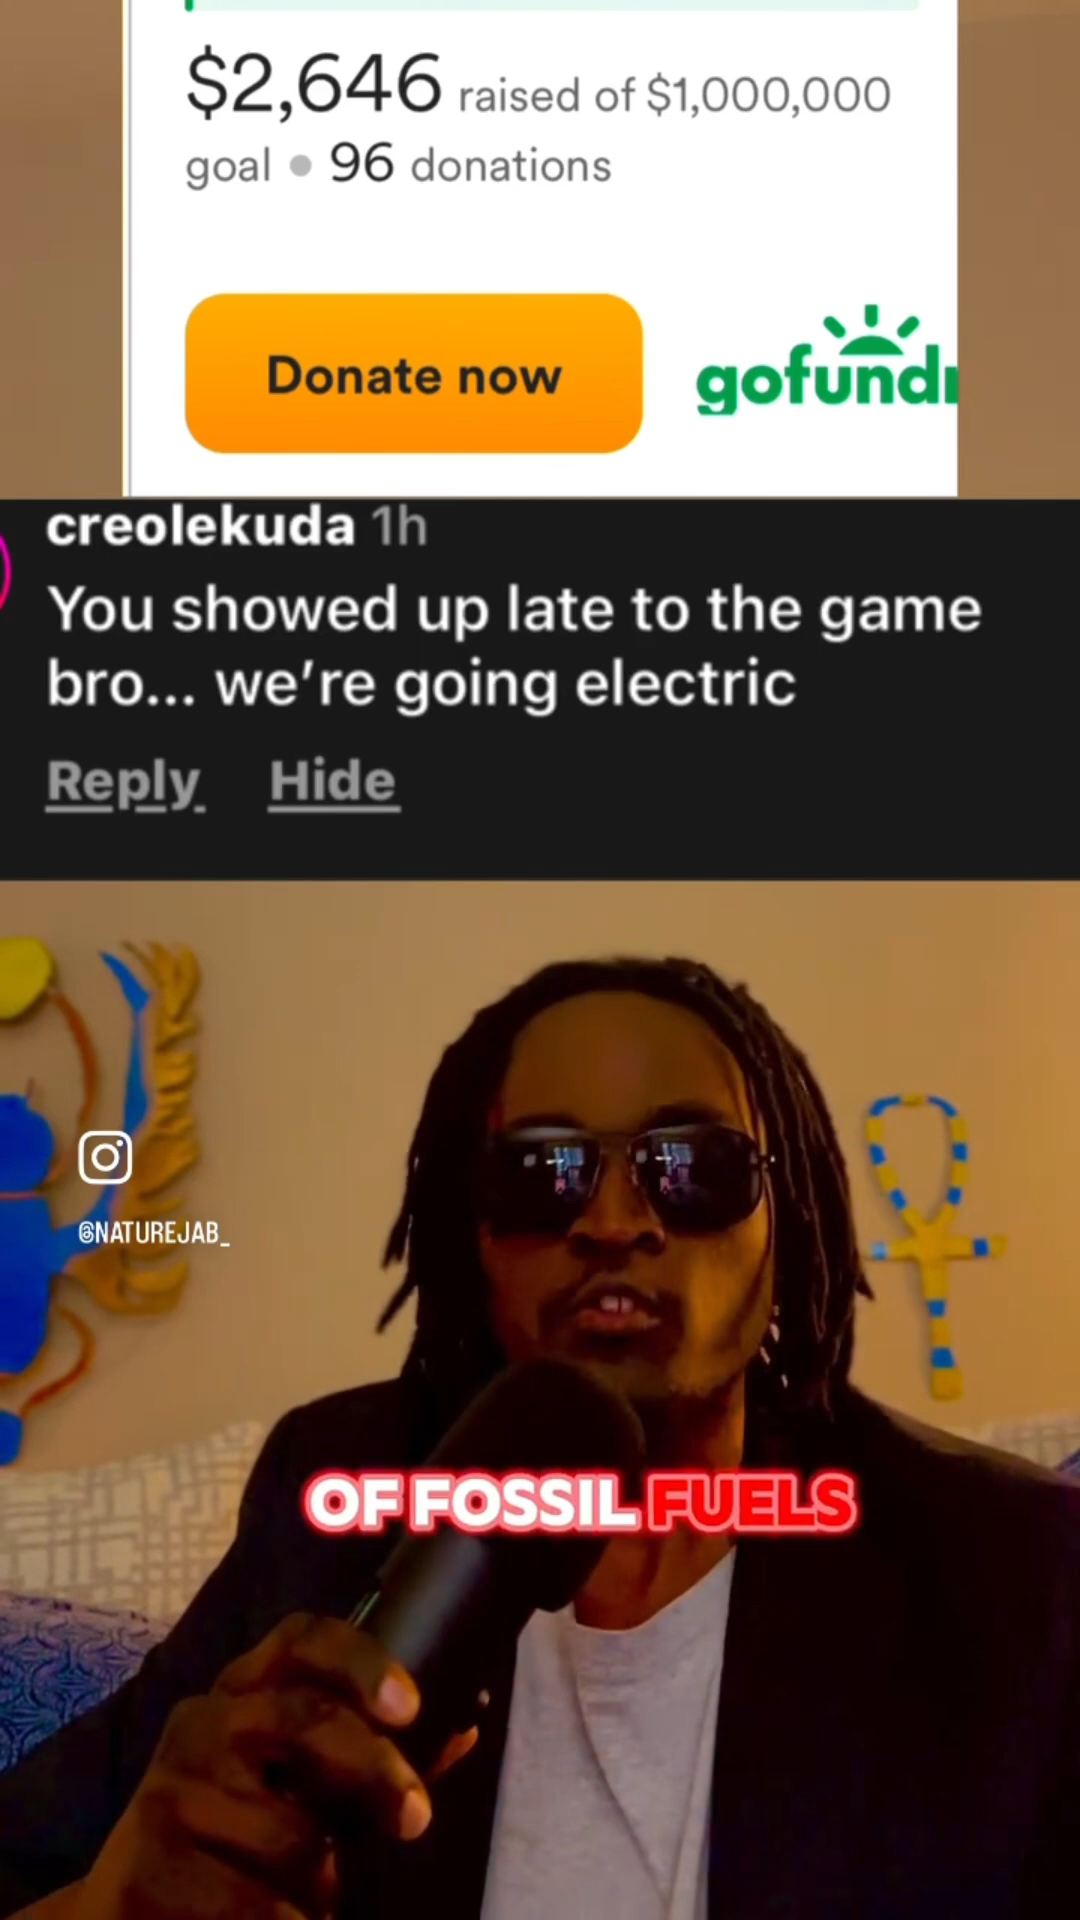 $2,646 raised of $1,000,000
goal • 96 donations
Donate now
gofund
creolekuda 1h
You showed up late to the game
bro... we're going electric
Reply Hide
@NATUREJAB_
OF FOSSIL FUELS